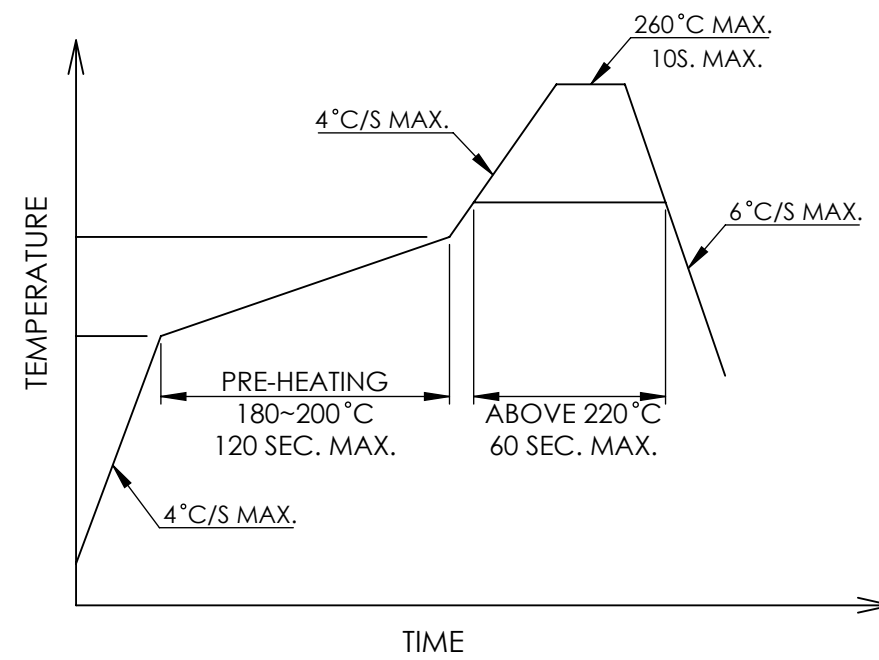 260°C MAX.
10S. MAX.
4°C/S MAX.
6°C/S MAX.
TEMPERATURE
PRE-HEATING
180~200°C
120 SEC. MAX.
ABOVE 220°C
60 SEC. MAX.
4°C/S MAX.
TIME